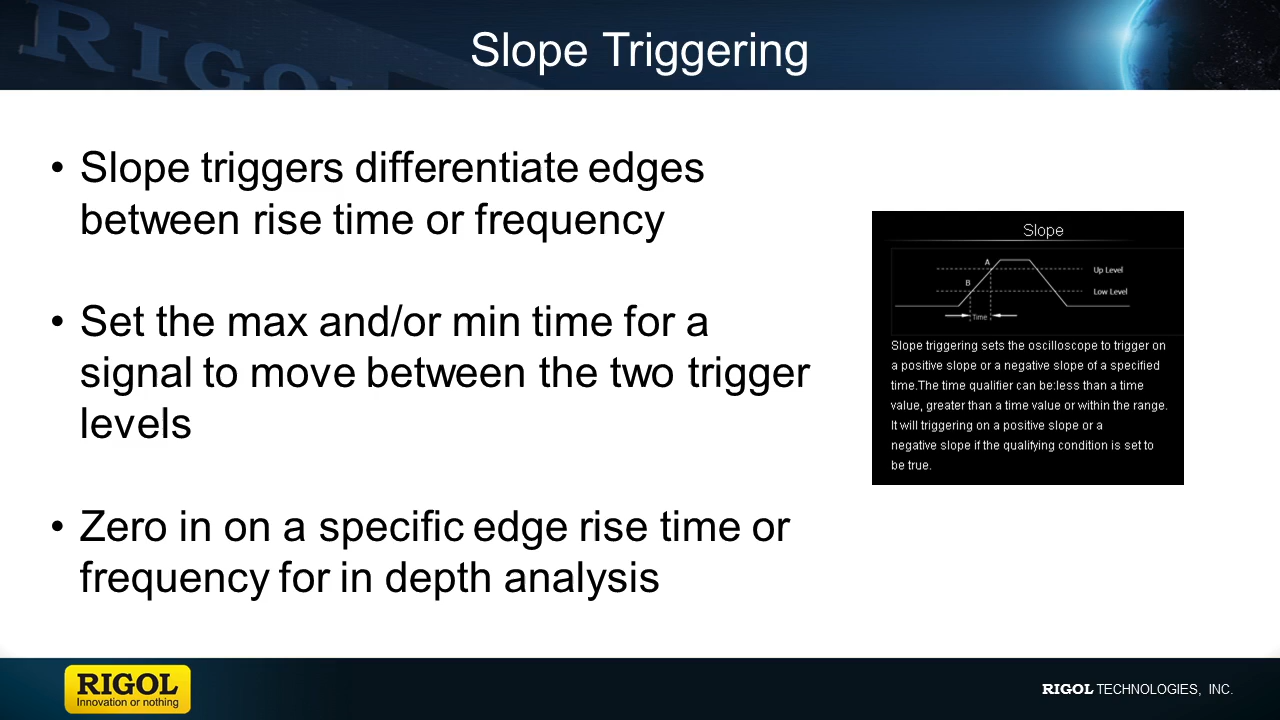 RIGOL
Slope Triggering
• Slope triggers differentiate edges
between rise time or frequency
• Set the max and/or min time for a
signal to move between the two trigger
levels
• Zero in on a specific edge rise time or
frequency for in depth analysis
Slope
A
Up Level
B
Low Level
Time
Slope triggering sets the oscilloscope to trigger on
a positive slope or a negative slope of a specified
time.The time qualifier can be:less than a time
value, greater than a time value or within the range.
It will triggering on a positive slope or a
negative slope if the qualifying condition is set to
be true.
RIGOL
Innovation or nothing
RIGOL TECHNOLOGIES, INC.